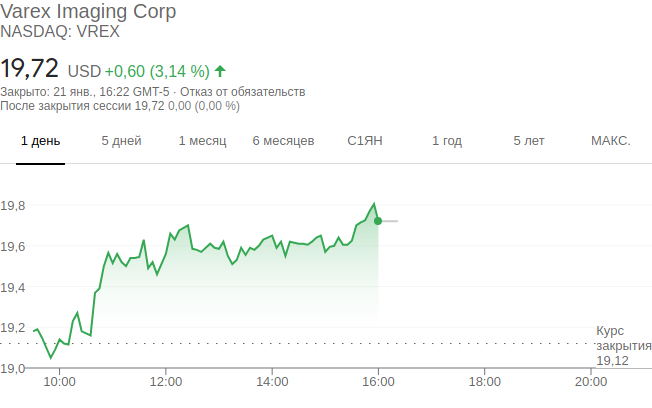 Varex Imaging Corp
NASDAQ: VREX
19,72 USD +0,60 (3,14 %)
Закрыто: 21 янв., 16:22 GMT-5 · Отказ от обязательств
После закрытия сессии 19,72 0,00 (0,00 %)
1 день 5 дней 1 месяц 6 месяцев С1ЯН 1 год 5 лет МАКС.
19,8
19,6
19,4
19,2
Курс
закрытия
19,12
19,0
10:00 12:00 14:00 16:00 18:00 20:00